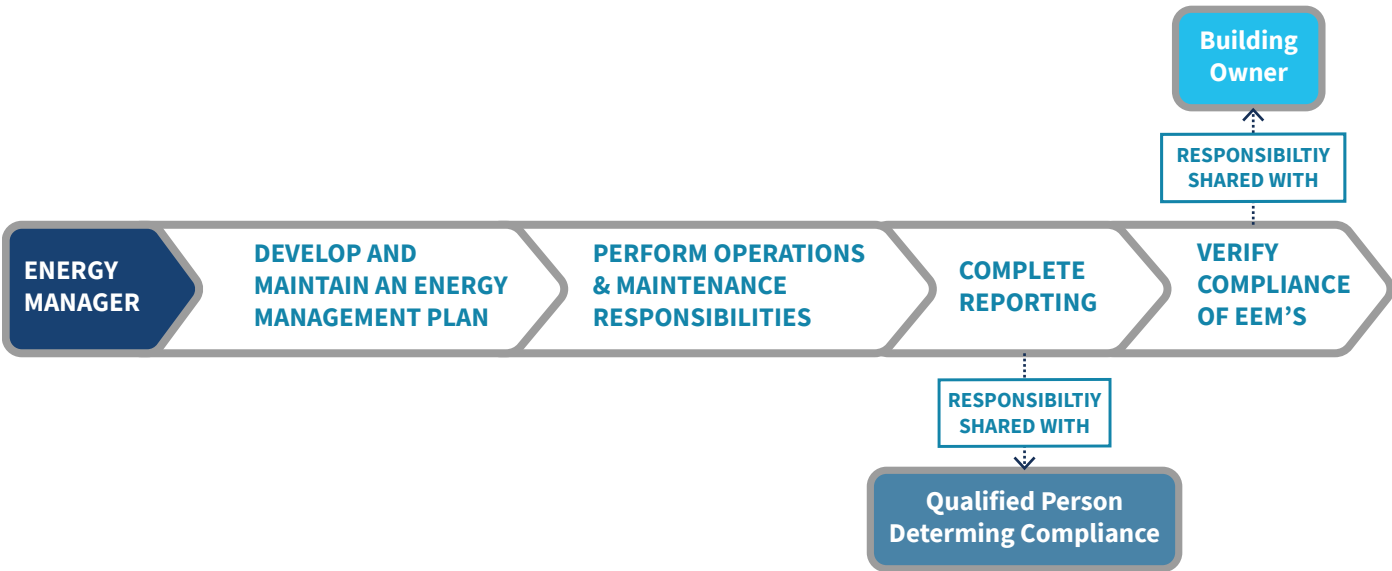 Building
Owner
RESPONSIBILTIY
SHARED WITH
ENERGY
MANAGER
DEVELOP AND
MAINTAIN AN ENERGY
MANAGEMENT PLAN
PERFORM OPERATIONS
& MAINTENANCE
RESPONSIBILITIES
COMPLETE
REPORTING
VERIFY
COMPLIANCE
OF EEM’S
RESPONSIBILTIY
SHARED WITH
Qualified Person
Determing Compliance